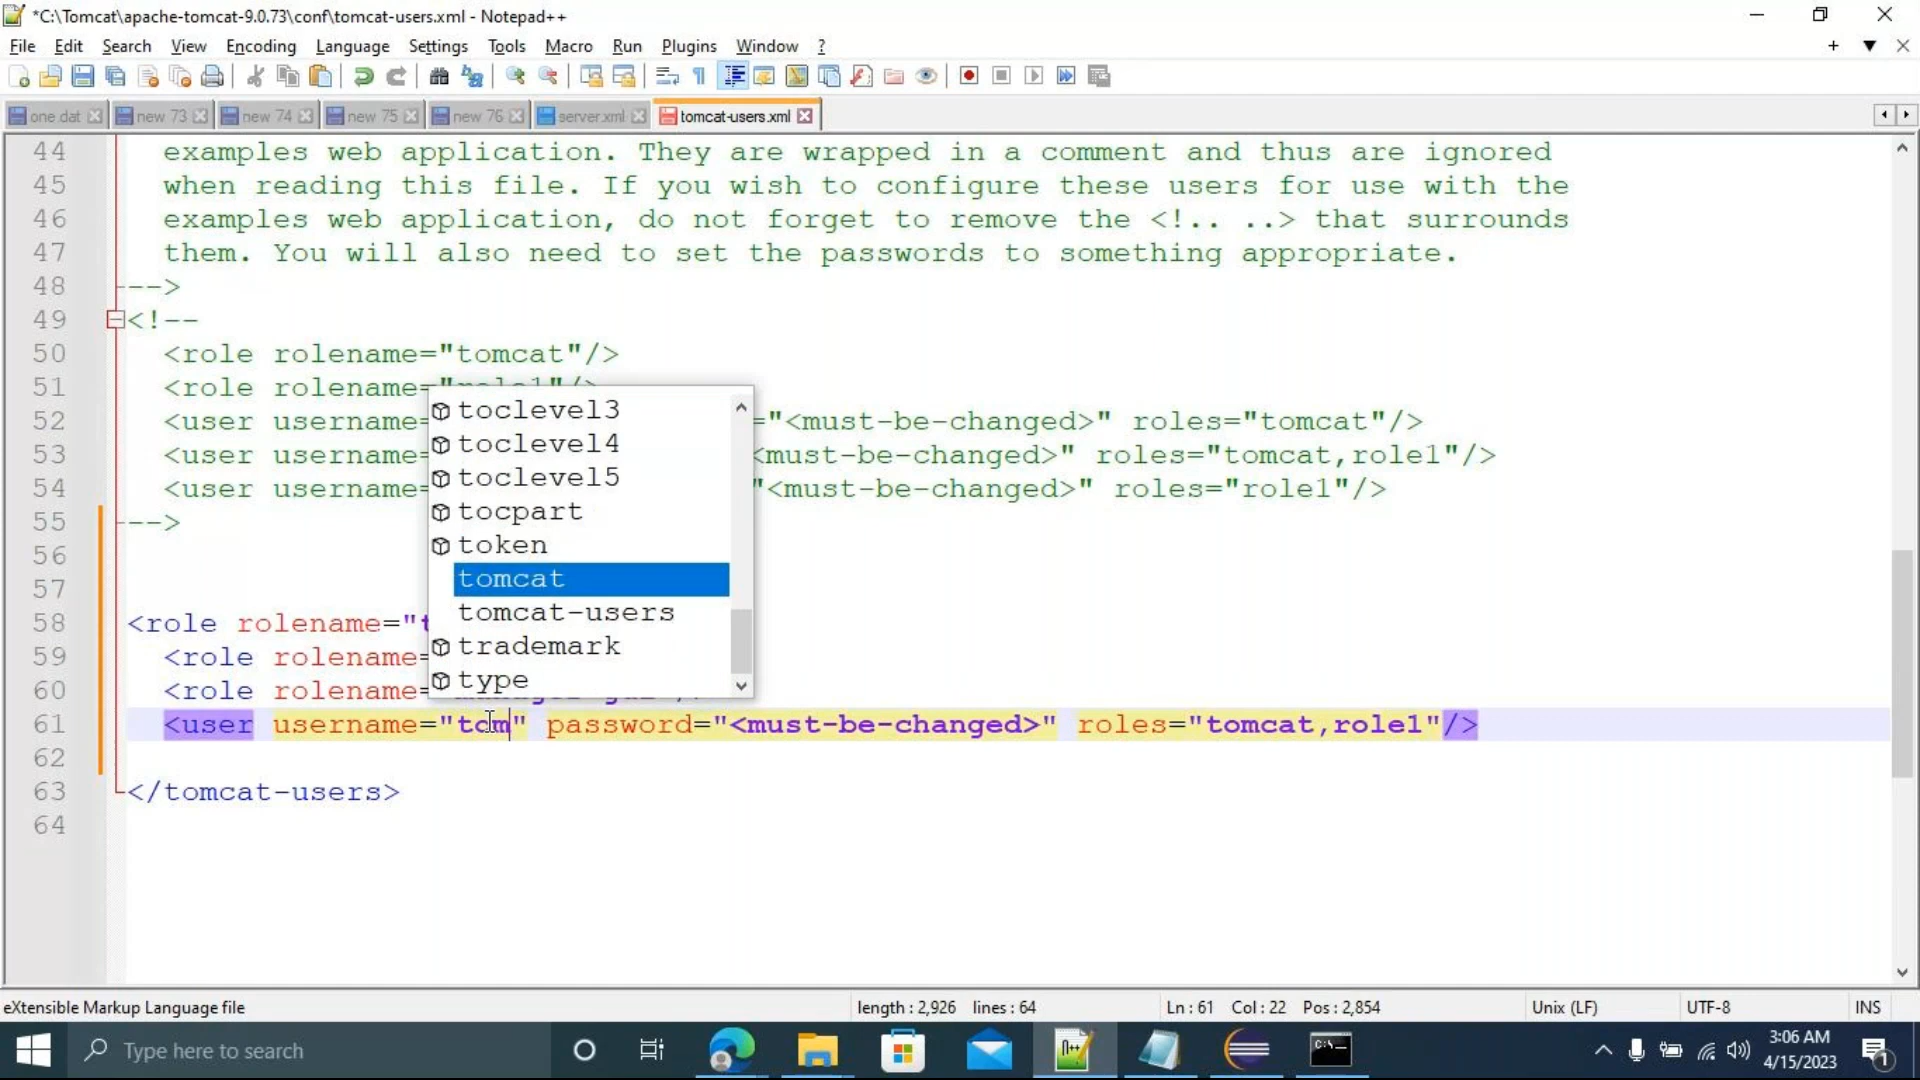 *C:\Tomcat\apache-tomcat-9.0.73\conf\tomcat-users.xml - Notepad++
File Edit Search View Encoding Language Settings Tools Macro Run Plugins Window ?
one.dat new 73 new 74 new 75 new 76 server.xml tomcat-users.xml
44 examples web application. They are wrapped in a comment and thus are ignored
45 when reading this file. If you wish to configure these users for use with the
46 examples web application, do not forget to remove the <!.. ..> that surrounds
47 them. You will also need to set the passwords to something appropriate.
48 -->
49 <!--
50 <role rolename="tomcat"/>
51 <role rolename="role1"/>
52 <user username= ="<must-be-changed>" roles="tomcat"/>
53 <user username= <must-be-changed>" roles="tomcat,role1"/>
54 <user username= "<must-be-changed>" roles="role1"/>
55 -->
56
57
58 <role rolename="t
59 <role rolename=
60 <role rolename=
61 <user username="tom" password="<must-be-changed>" roles="tomcat,role1"/>
62
63 </tomcat-users>
64
toclevel3
toclevel4
toclevel5
tocpart
token
tomcat
tomcat-users
trademark
type
eXtensible Markup Language file length : 2,926 lines : 64 Ln : 61 Col : 22 Pos : 2,854 Unix (LF) UTF-8 INS
Type here to search
3:06 AM
4/15/2023
1